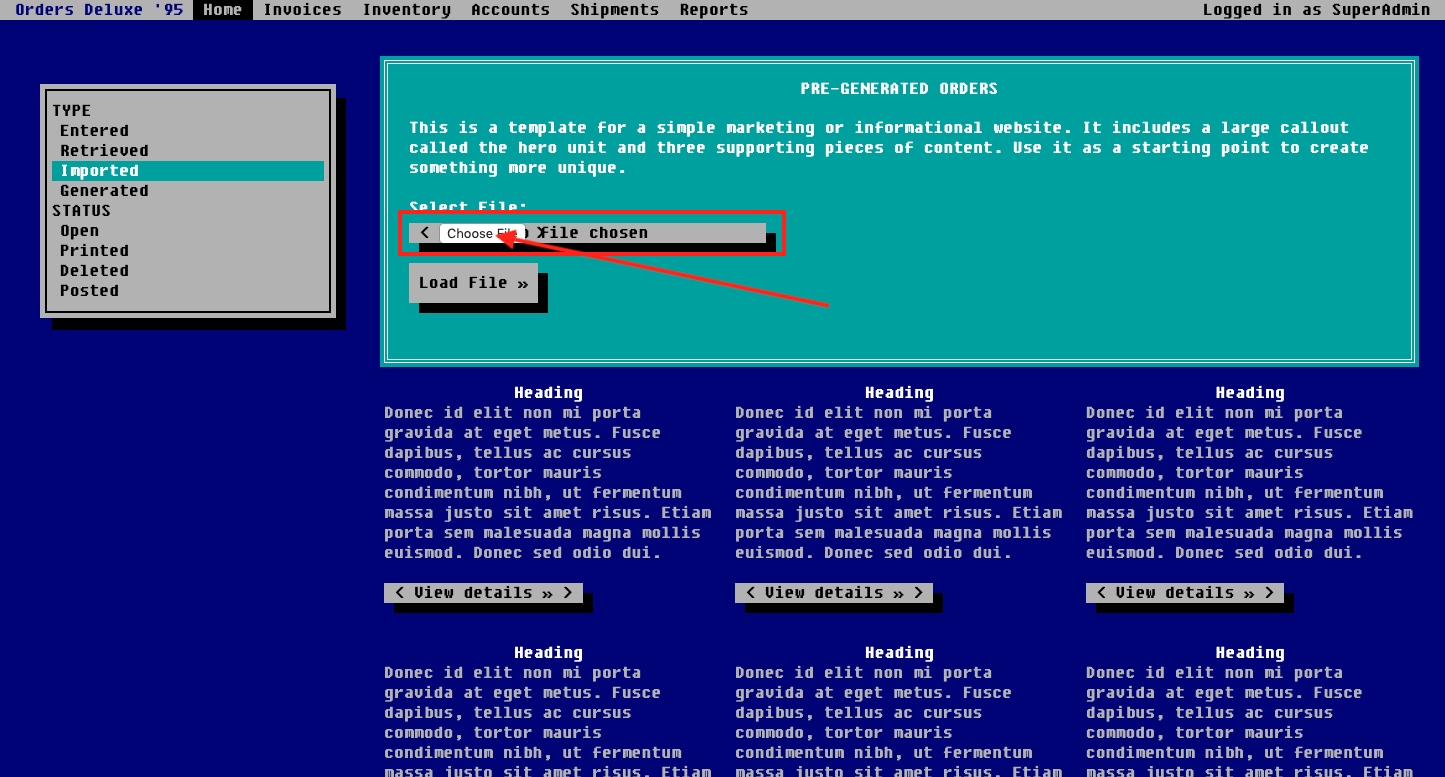 Orders Deluxe '95 Home Invoices Inventory Accounts Shipments Reports Logged in as SuperAdmin
TYPE
Entered
Retrieved
Imported
Generated
STATUS
Open
Printed
Deleted
Posted
PRE-GENERATED ORDERS
This is a template for a simple marketing or informational website. It includes a large callout
called the hero unit and three supporting pieces of content. Use it as a starting point to create
something more unique.
Select File:
< Choose > File chosen
Load File »
Heading
Donec id elit non mi porta
gravida at eget metus. Fusce
dapibus, tellus ac cursus
commodo, tortor mauris
condimentum nibh, ut fermentum
massa justo sit amet risus. Etiam
porta sem malesuada magna mollis
euismod. Donec sed odio dui.
< View details » >
Heading
Donec id elit non mi porta
gravida at eget metus. Fusce
dapibus, tellus ac cursus
commodo, tortor mauris
condimentum nibh, ut fermentum
massa justo sit amet risus. Etiam
porta sem malesuada magna mollis
euismod. Donec sed odio dui.
< View details » >
Heading
Donec id elit non mi porta
gravida at eget metus. Fusce
dapibus, tellus ac cursus
commodo, tortor mauris
condimentum nibh, ut fermentum
massa justo sit amet risus. Etiam
porta sem malesuada magna mollis
euismod. Donec sed odio dui.
< View details » >
Heading
Donec id elit non mi porta
gravida at eget metus. Fusce
dapibus, tellus ac cursus
commodo, tortor mauris
condimentum nibh, ut fermentum
massa justo sit amet risus. Etiam
Heading
Donec id elit non mi porta
gravida at eget metus. Fusce
dapibus, tellus ac cursus
commodo, tortor mauris
condimentum nibh, ut fermentum
massa justo sit amet risus. Etiam
Heading
Donec id elit non mi porta
gravida at eget metus. Fusce
dapibus, tellus ac cursus
commodo, tortor mauris
condimentum nibh, ut fermentum
massa justo sit amet risus. Etiam